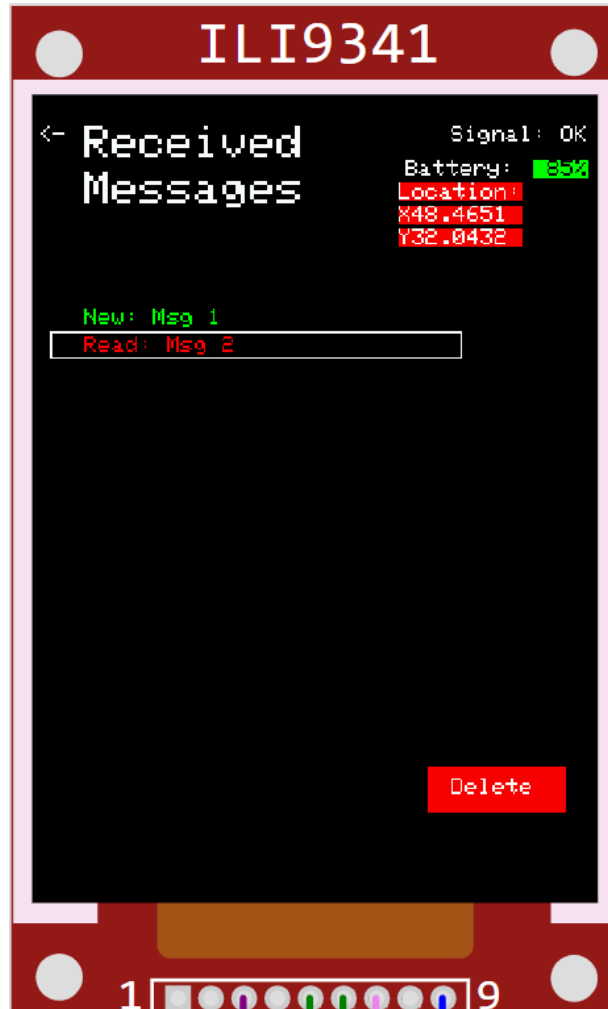 ILI9341
<- Received
Messages
Signal: OK
Battery: 85%
Location:
X48.4651
Y32.0432
New: Msg 1
Read: Msg 2
Delete
1 9